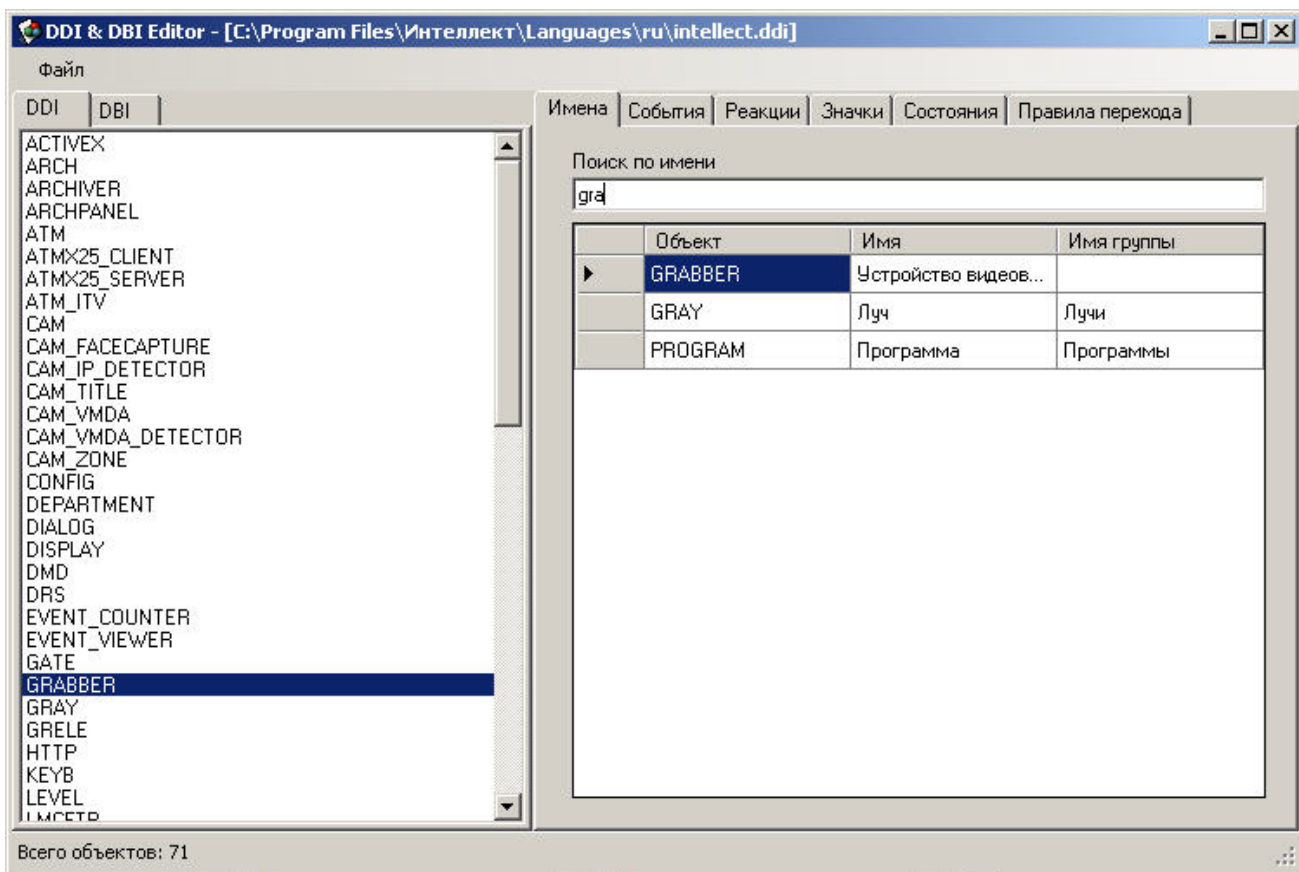 DDI & DBI Editor - [C:\Program Files\Интеллект\Languages\ru\intellect.ddi]
Файл
DDI DBI
ACTIVEX
ARCH
ARCHIVER
ARCHPANEL
ATM
ATMX25_CLIENT
ATMX25_SERVER
ATM_ITV
CAM
CAM_FACECAPTURE
CAM_IP_DETECTOR
CAM_TITLE
CAM_VMDA
CAM_VMDA_DETECTOR
CAM_ZONE
CONFIG
DEPARTMENT
DIALOG
DISPLAY
DMD
DRS
EVENT_COUNTER
EVENT_VIEWER
GATE
GRABBER
GRAY
GRELE
HTTP
KEYB
LEVEL
Имена События Реакции Значки Состояния Правила перехода
Поиск по имени
gra
Объект Имя Имя группы
GRABBER Устройство видеов...
GRAY Луч Лучи
PROGRAM Программа Программы
Всего объектов: 71